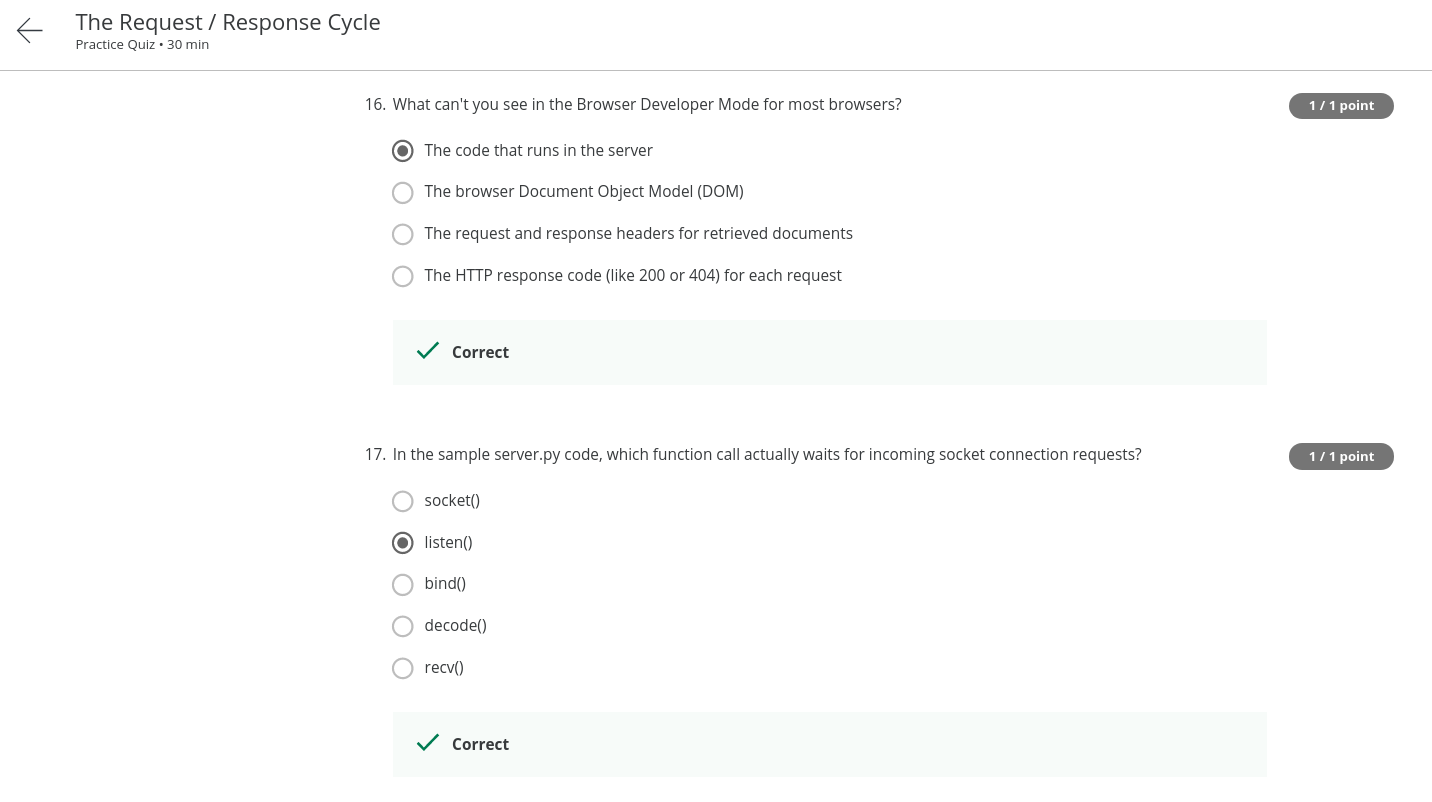 The Request / Response Cycle
Practice Quiz • 30 min
16. What can't you see in the Browser Developer Mode for most browsers?
1 / 1 point
The code that runs in the server
The browser Document Object Model (DOM)
The request and response headers for retrieved documents
The HTTP response code (like 200 or 404) for each request
Correct
17. In the sample server.py code, which function call actually waits for incoming socket connection requests?
1 / 1 point
socket()
listen()
bind()
decode()
recv()
Correct